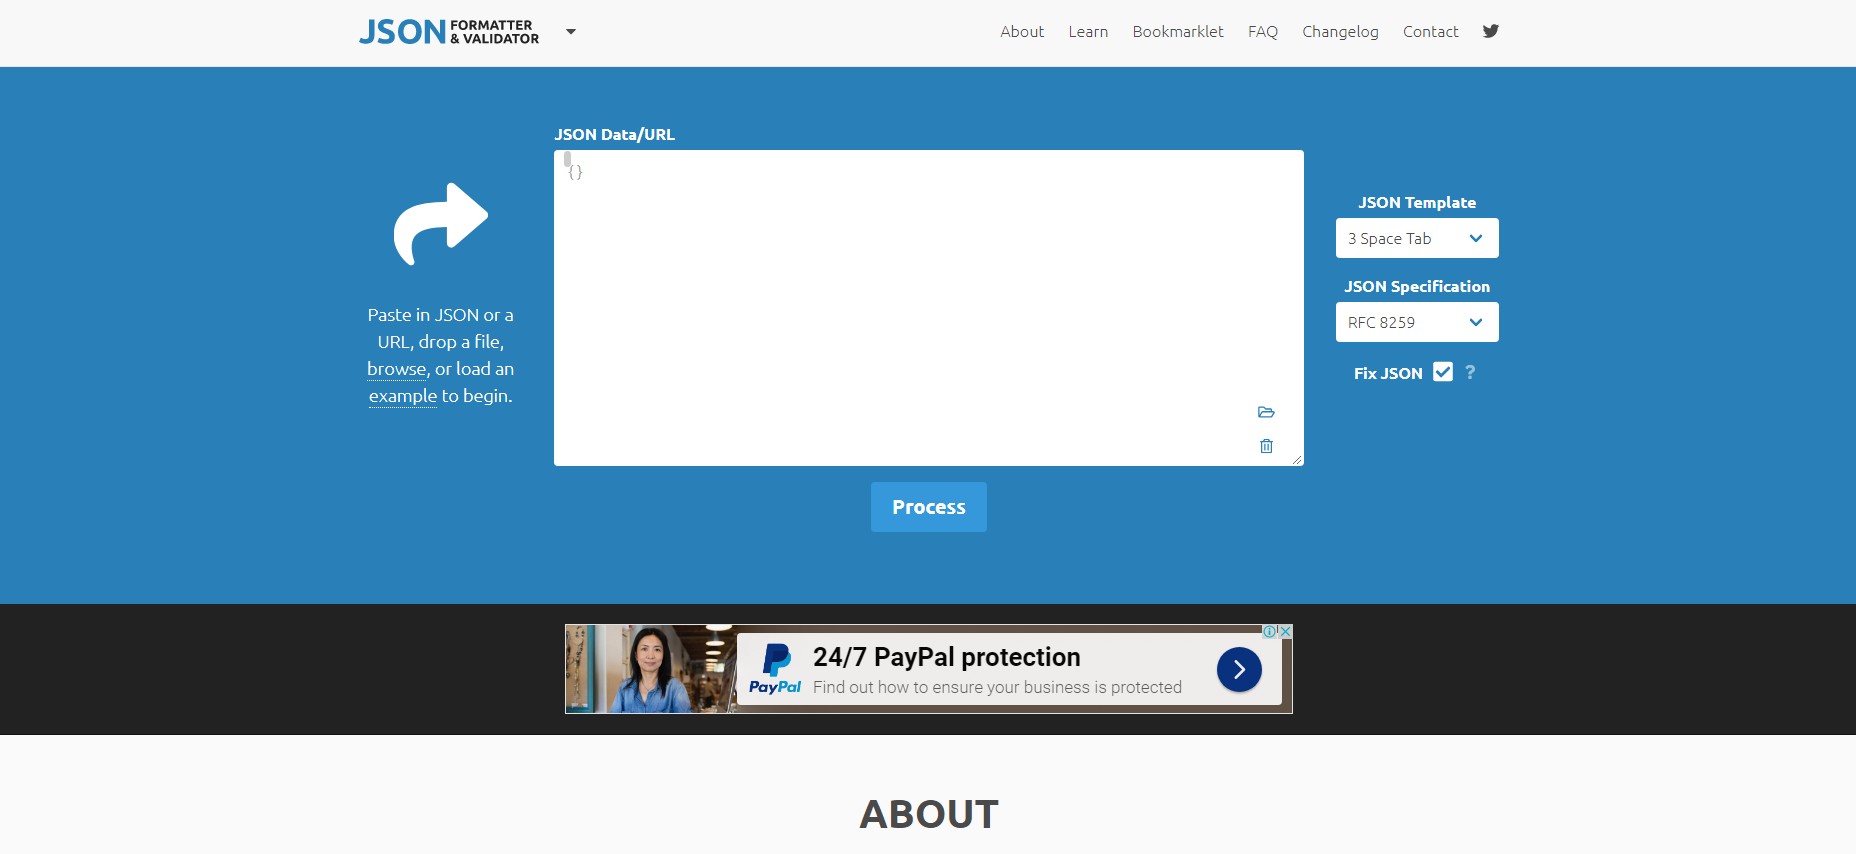 JSON FORMATTER
& VALIDATOR
About Learn Bookmarklet FAQ Changelog Contact
JSON Data/URL
{}
Paste in JSON or a
URL, drop a file,
browse, or load an
example to begin.
JSON Template
3 Space Tab
JSON Specification
RFC 8259
Fix JSON ?
Process
PayPal
24/7 PayPal protection
Find out how to ensure your business is protected
ABOUT